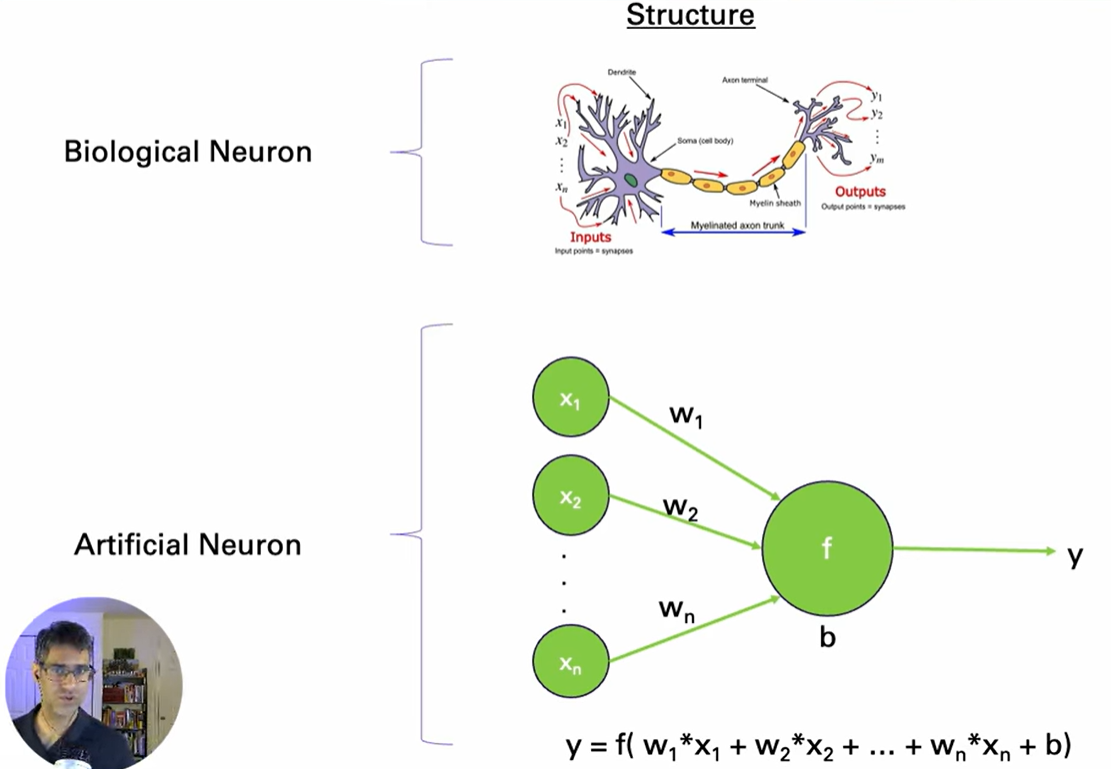 Structure
Biological Neuron
Dendrite
Axon terminal
x₁
x₂
⋮
xₙ
Soma (cell body)
y₁
y₂
⋮
yₘ
Myelin sheath
Outputs
Output points = synapses
Myelinated axon trunk
Inputs
Input points = synapses
Artificial Neuron
x₁
w₁
x₂
w₂
.
.
.
f
y
wₙ
b
xₙ
y = f( w₁*x₁ + w₂*x₂ + ... + wₙ*xₙ + b)